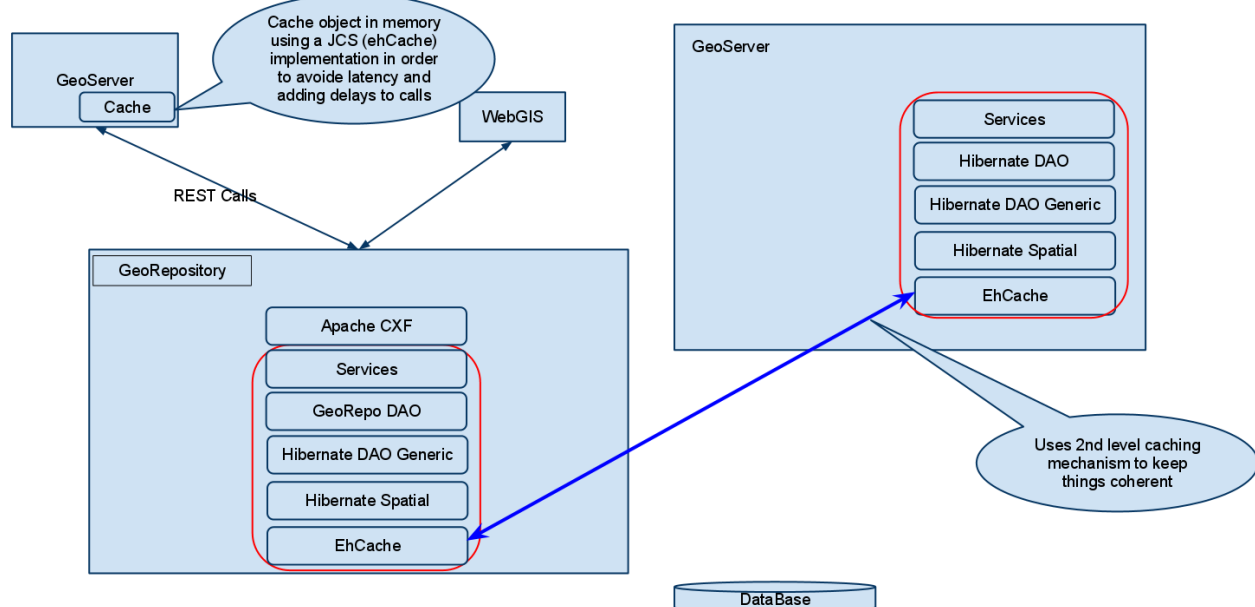 Cache object in memory
using a JCS (ehCache)
implementation in order
to avoide latency and
adding delays to calls
GeoServer
Cache
WebGIS
REST Calls
GeoRepository
Apache CXF
Services
GeoRepo DAO
Hibernate DAO Generic
Hibernate Spatial
EhCache
GeoServer
Services
Hibernate DAO
Hibernate DAO Generic
Hibernate Spatial
EhCache
Uses 2nd level caching
mechanism to keep
things coherent
DataBase